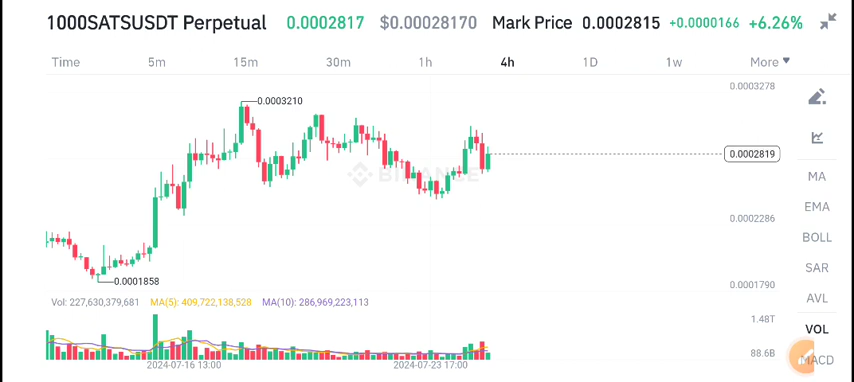 1000SATSUSDT Perpetual 0.0002817 $0.00028170 Mark Price 0.0002815 +0.0000166 +6.26%
Time 5m 15m 30m 1h 4h 1D 1w More
0.0003278
0.0003210
0.0002819
BINANCE
MA
EMA
0.0002286
BOLL
SAR
0.0001858
0.0001790
AVL
Vol: 227,630,379,681 MA(5): 409,722,138,528 MA(10): 286,969,223,113
1.48T
VOL
88.6B
MACD
2024-07-16 13:00 2024-07-23 17:00